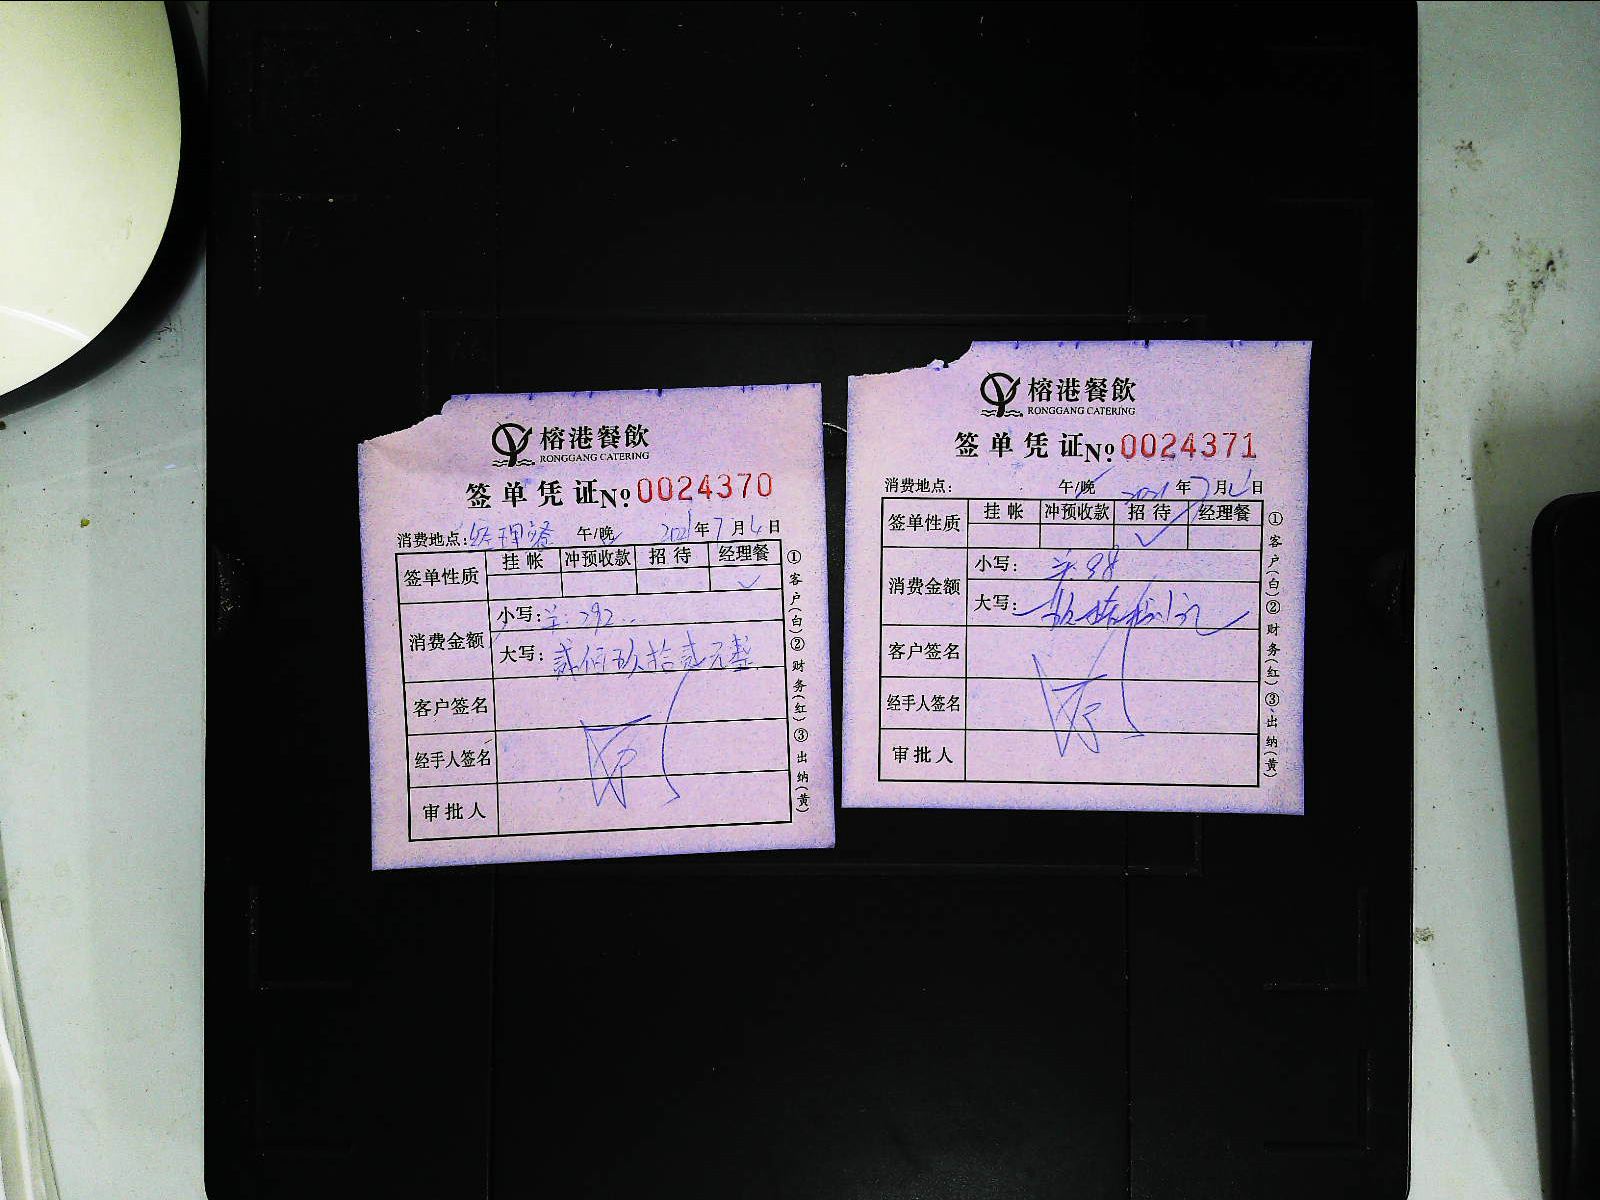 榕港餐飲
RONGGANG CATERING
签单凭证 No 0024370
消费地点: 经理餐 午/晚 2021年7月6日
签单性质 挂帐 冲预收款 招待 经理餐
✓
消费金额 小写: 292
大写: 贰佰玖拾贰元整
客户签名
经手人签名
审批人
①客户(白)②财务(红)③出纳(黄)
榕港餐飲
RONGGANG CATERING
签单凭证 No 0024371
消费地点: 午/晚 2021年7月 日
签单性质 挂帐 冲预收款 招待 经理餐
✓
消费金额 小写: 98
大写:
客户签名
经手人签名
审批人
①客户(白)②财务(红)③出纳(黄)